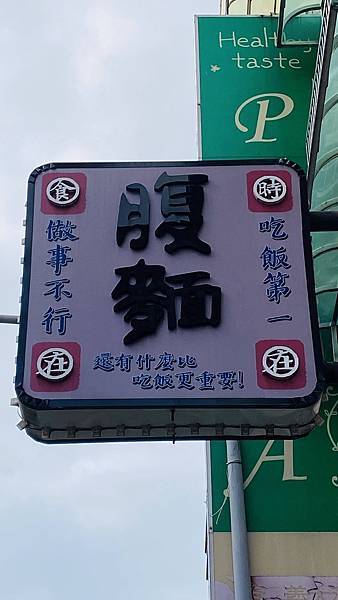 Healthy
taste
P
腹麵
時
吃飯第一
在
食
做事不行
在
還有什麼比
吃飯更重要!
A